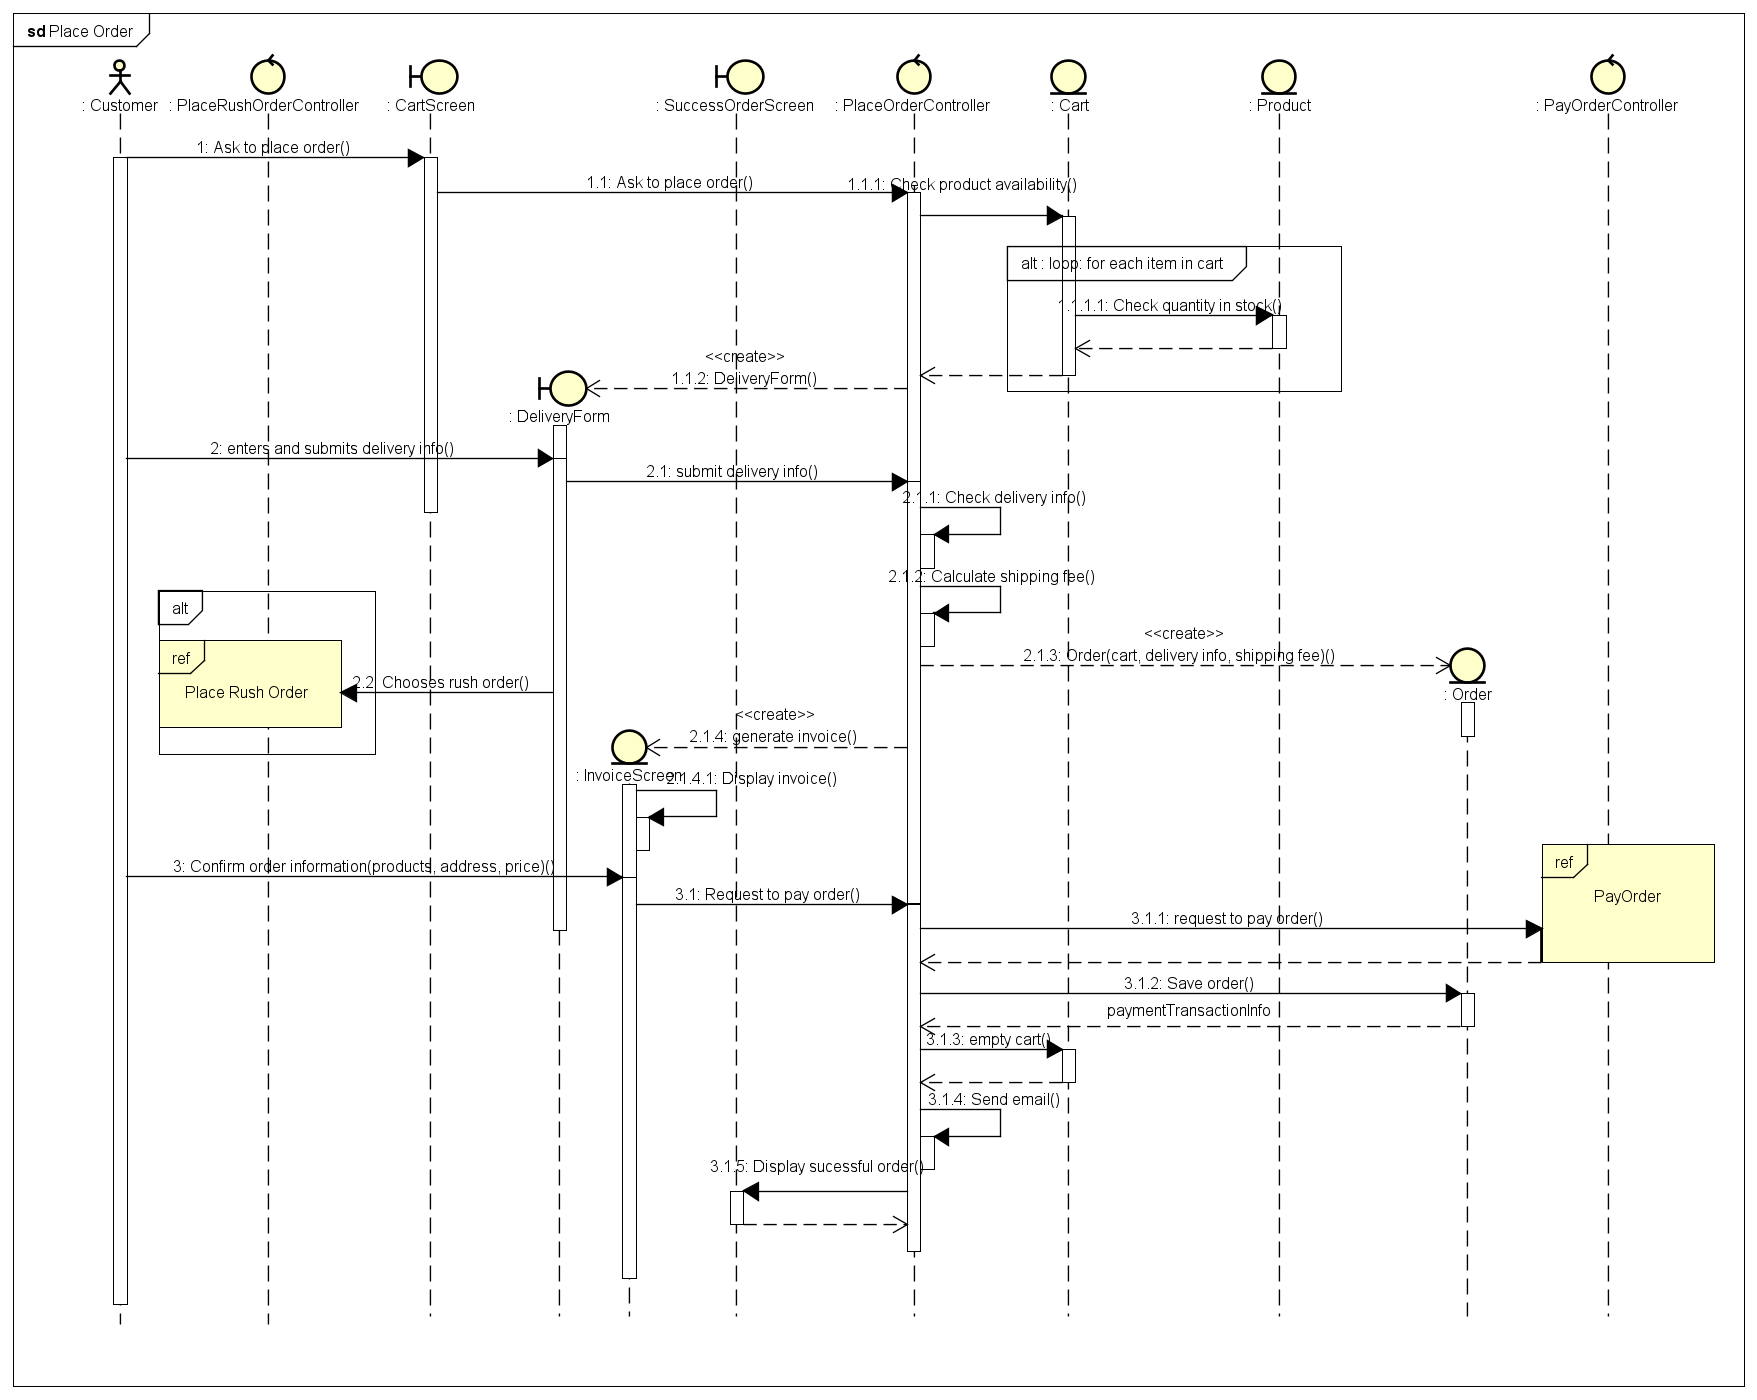 sd Place Order
: Customer
: PlaceRushOrderController
: CartScreen
: SuccessOrderScreen
: PlaceOrderController
: Cart
: Product
: PayOrderController
1: Ask to place order()
1.1: Ask to place order()
1.1.1: Check product availability()
alt : loop: for each item in cart
1.1.1.1: Check quantity in stock()
<<create>>
1.1.2: DeliveryForm()
: DeliveryForm
2: enters and submits delivery info()
2.1: submit delivery info()
2.1.1: Check delivery info()
2.1.2: Calculate shipping fee()
alt
<<create>>
2.1.3: Order(cart, delivery info, shipping fee)()
ref
Place Rush Order
2.2: Chooses rush order()
: Order
<<create>>
2.1.4: generate invoice()
: InvoiceScreen
2.1.4.1: Display invoice()
3: Confirm order information(products, address, price)()
ref
PayOrder
3.1: Request to pay order()
3.1.1: request to pay order()
3.1.2: Save order()
paymentTransactionInfo
3.1.3: empty cart()
3.1.4: Send email()
3.1.5: Display sucessful order()